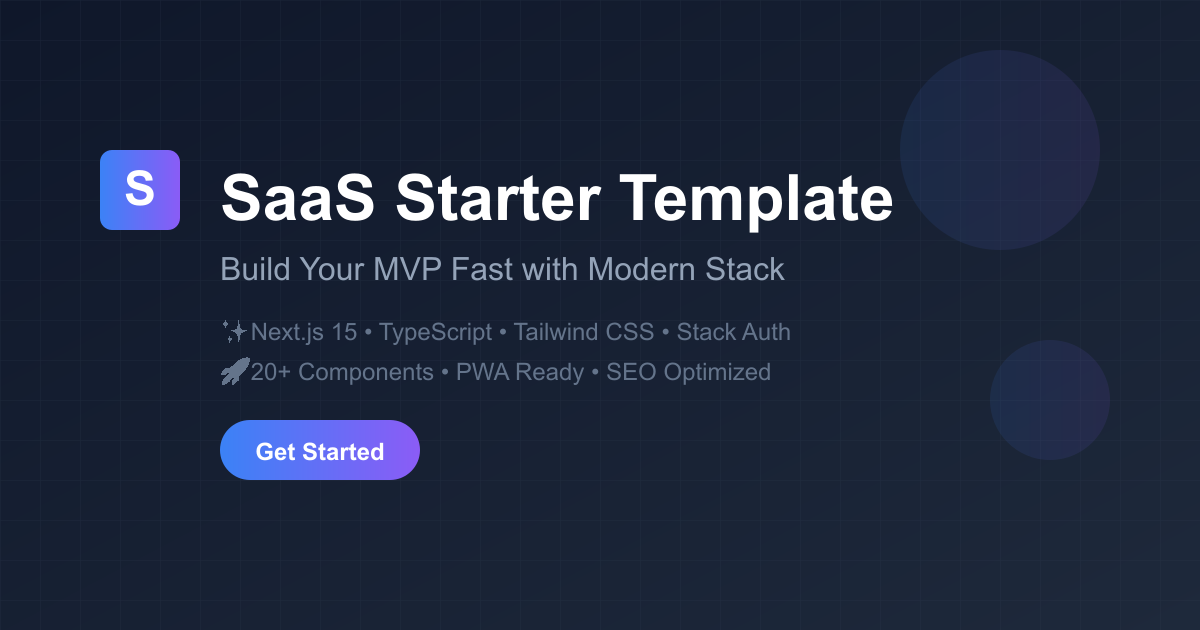 S
SaaS Starter Template
Build Your MVP Fast with Modern Stack
✨Next.js 15 • TypeScript • Tailwind CSS • Stack Auth
🚀20+ Components • PWA Ready • SEO Optimized
Get Started